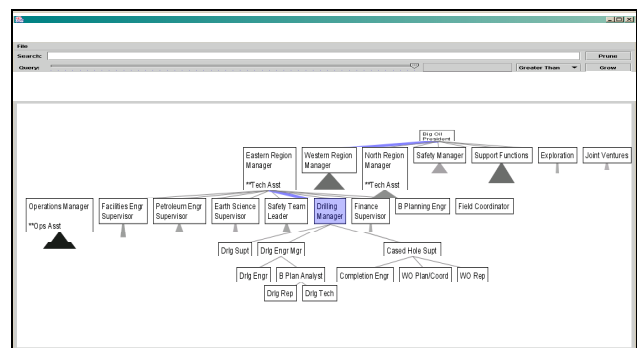 File
Search:
Prune
Query:
Greater Than
Grow
Big Oil
President
Eastern Region
Manager
**Tech Asst
Western Region
Manager
North Region
Manager
**Tech Asst
Safety Manager
Support Functions
Exploration
Joint Ventures
Operations Manager
**Ops Asst
Facilities Engr
Supervisor
Petroleum Engr
Supervisor
Earth Science
Supervisor
Safety Team
Leader
Drilling
Manager
Finance
Supervisor
B Planning Engr
Field Coordinator
Drlg Supt
Drlg Engr Mgr
Cased Hole Supt
Drlg Engr
B Plan Analyst
Completion Engr
WO Plan/Coord
WO Rep
Drlg Rep
Drlg Tech